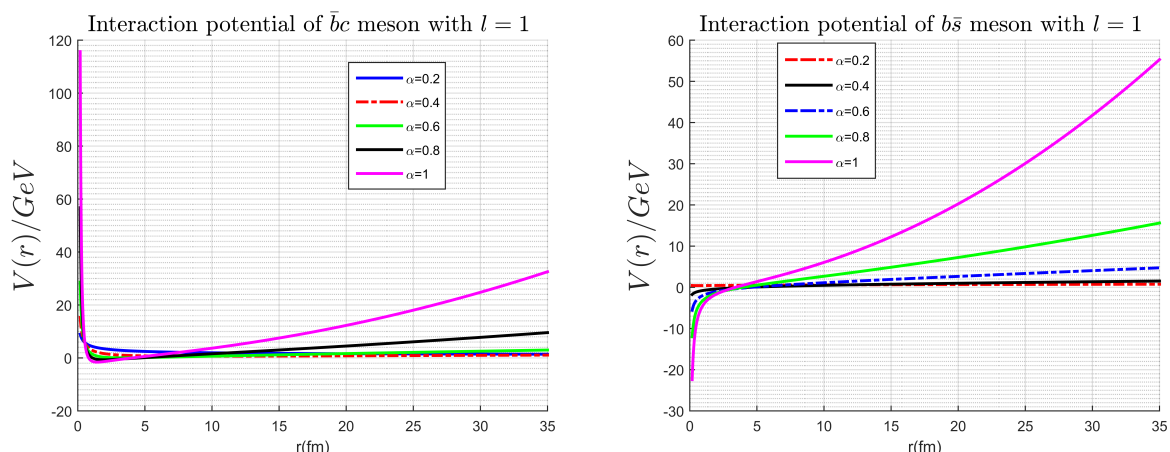 Interaction potential of b̄c meson with l = 1
V(r)/GeV
120
100
80
60
40
20
0
-20
0 5 10 15 20 25 30 35
r(fm)
α=0.2
α=0.4
α=0.6
α=0.8
α=1
Interaction potential of bs̄ meson with l = 1
V(r)/GeV
60
50
40
30
20
10
0
-10
-20
-30
0 5 10 15 20 25 30 35
r(fm)
α=0.2
α=0.4
α=0.6
α=0.8
α=1